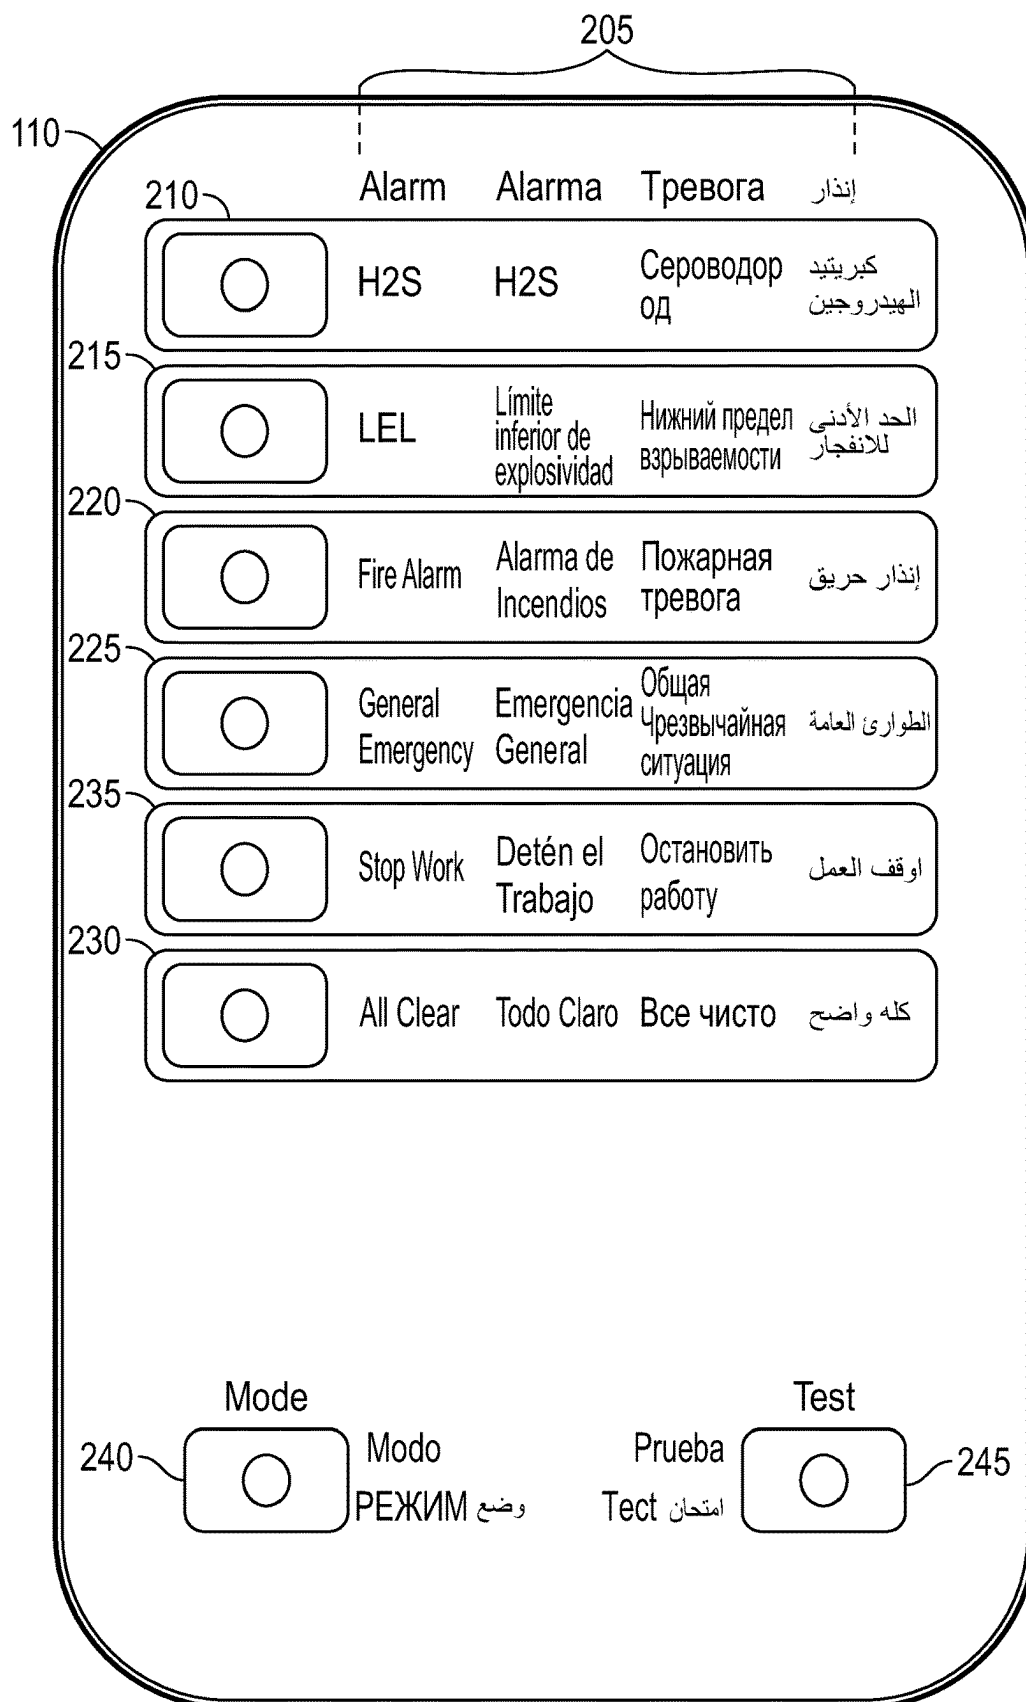 205
110
Alarm Alarma Тревога إنذار
210
H2S
H2S
Сероводор
од
كبريتيد
الهيدروجين
215
LEL
Límite
inferior de
explosividad
Нижний предел
взрываемости
الحد الأدنى
للانفجار
220
Fire Alarm
Alarma de
Incendios
Пожарная
тревога
إنذار حريق
225
General
Emergency
Emergencia
General
Общая
Чрезвычайная
ситуация
الطوارئ العامة
235
Stop Work
Detén el
Trabajo
Остановить
работу
اوقف العمل
230
All Clear
Todo Claro
Все чисто
كله واضح
Mode
240
Modo
РЕЖИМ وضع
Test
Prueba
Тест امتحان
245